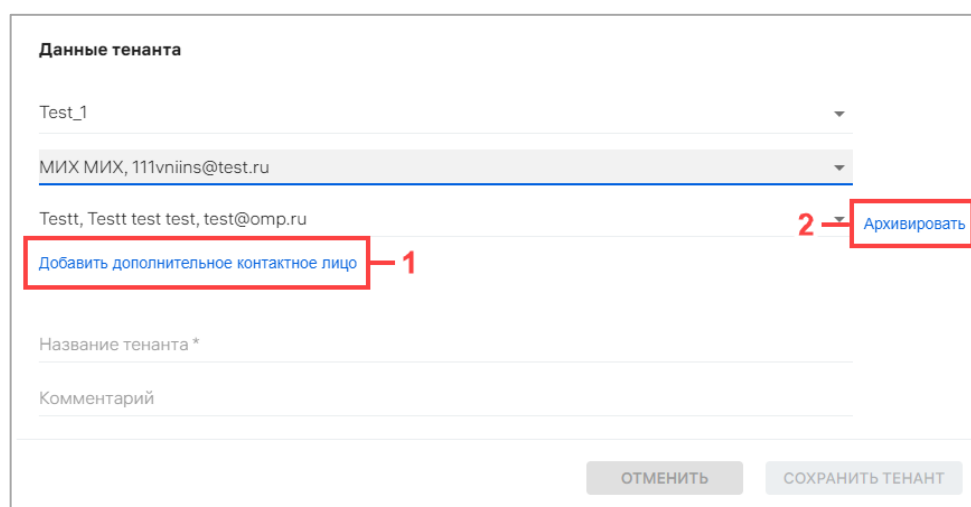 Данные тенанта
Test_1
МИХ МИХ, 111vniins@test.ru
Testt, Testt test test, test@omp.ru
2
Архивировать
Добавить дополнительное контактное лицо
1
Название тенанта *
Комментарий
ОТМЕНИТЬ
СОХРАНИТЬ ТЕНАНТ